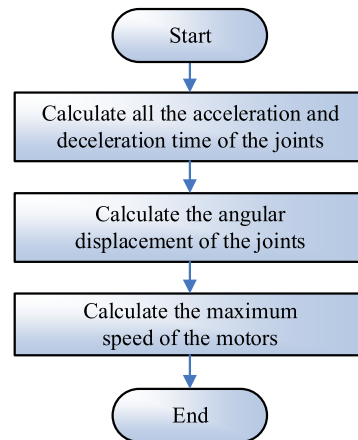 Start
Calculate all the acceleration and
deceleration time of the joints
Calculate the angular
displacement of the joints
Calculate the maximum
speed of the motors
End